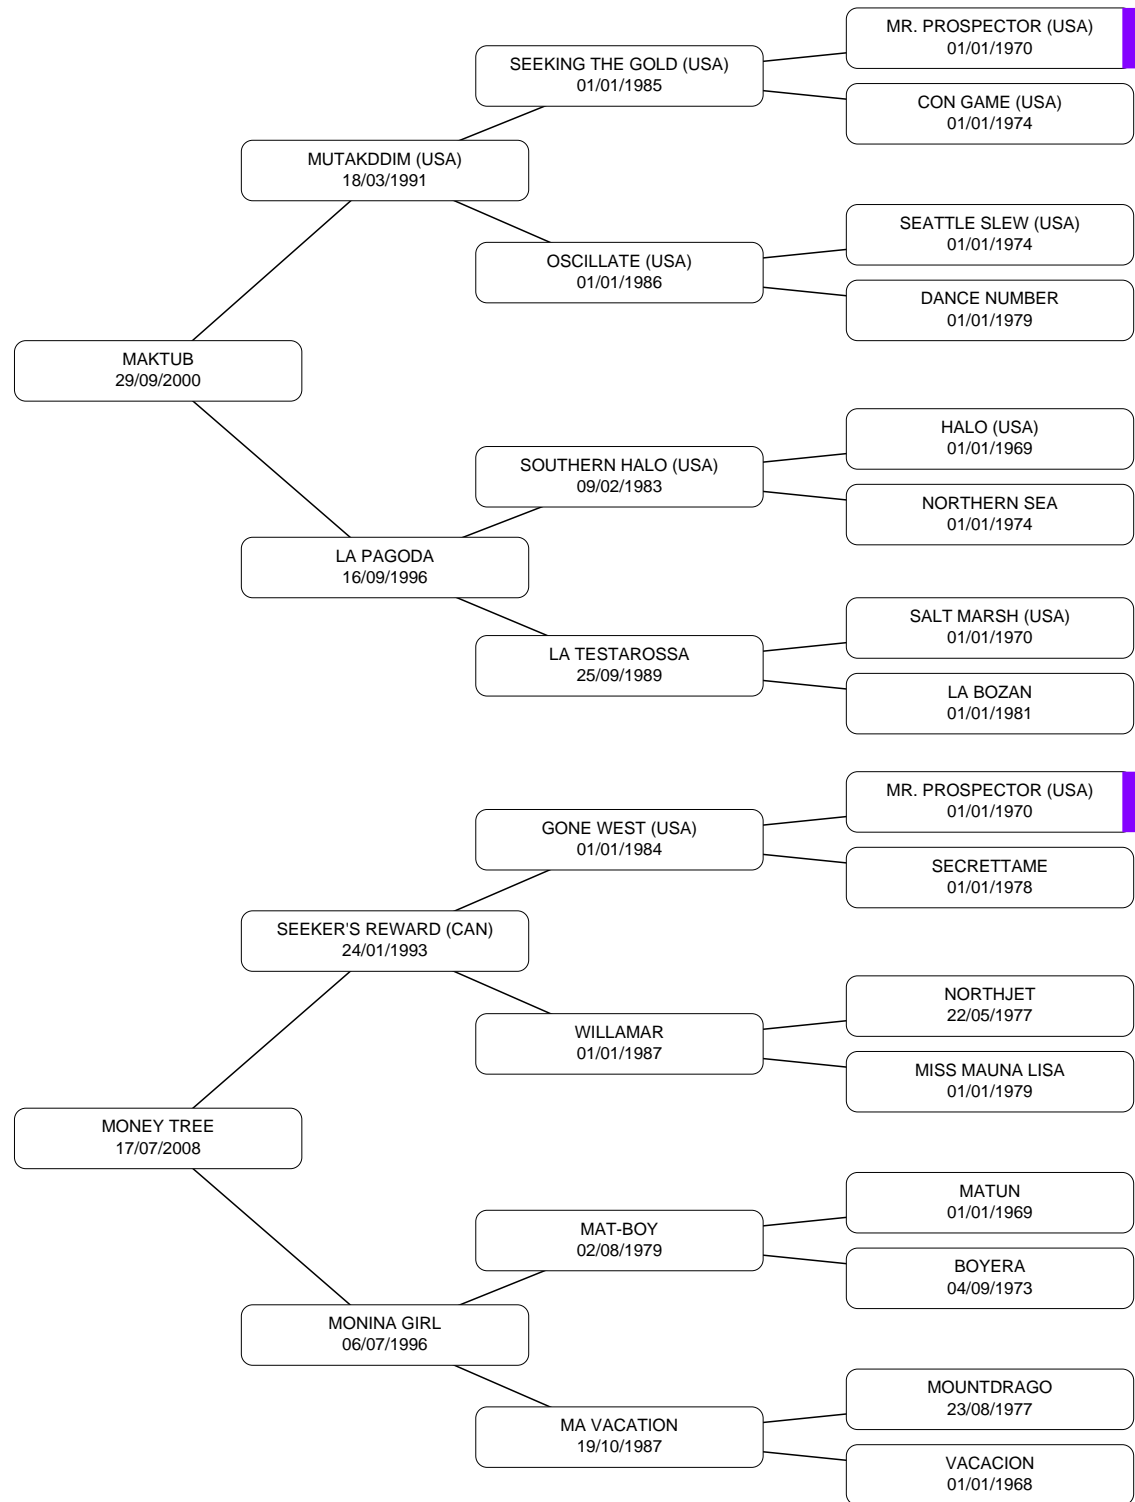 MR. PROSPECTOR (USA)
01/01/1970
SEEKING THE GOLD (USA)
01/01/1985
CON GAME (USA)
01/01/1974
MUTAKDDIM (USA)
18/03/1991
SEATTLE SLEW (USA)
01/01/1974
OSCILLATE (USA)
01/01/1986
DANCE NUMBER
01/01/1979
MAKTUB
29/09/2000
HALO (USA)
01/01/1969
SOUTHERN HALO (USA)
09/02/1983
NORTHERN SEA
01/01/1974
LA PAGODA
16/09/1996
SALT MARSH (USA)
01/01/1970
LA TESTAROSSA
25/09/1989
LA BOZAN
01/01/1981
MR. PROSPECTOR (USA)
01/01/1970
GONE WEST (USA)
01/01/1984
SECRETTAME
01/01/1978
SEEKER'S REWARD (CAN)
24/01/1993
NORTHJET
22/05/1977
WILLAMAR
01/01/1987
MISS MAUNA LISA
01/01/1979
MONEY TREE
17/07/2008
MATUN
01/01/1969
MAT-BOY
02/08/1979
BOYERA
04/09/1973
MONINA GIRL
06/07/1996
MOUNTDRAGO
23/08/1977
MA VACATION
19/10/1987
VACACION
01/01/1968